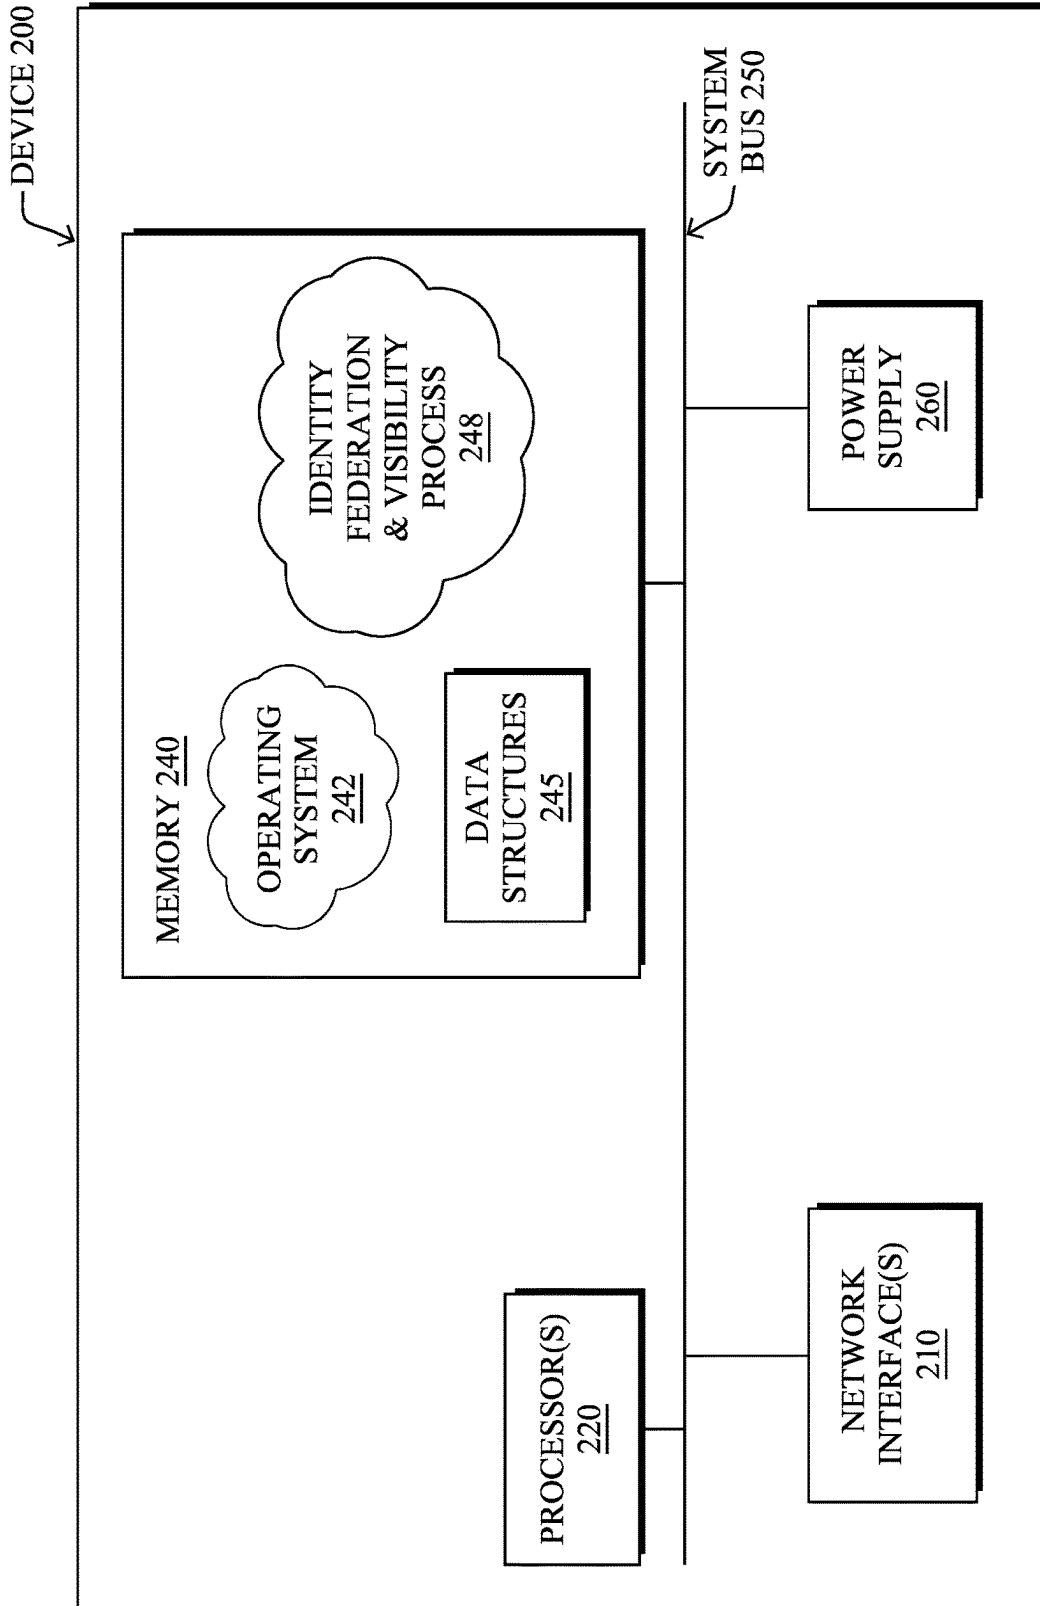 DEVICE 200
MEMORY 240
OPERATING
SYSTEM
242
DATA
STRUCTURES
245
IDENTITY
FEDERATION
& VISIBILITY
PROCESS
248
PROCESSOR(S)
220
SYSTEM
BUS 250
NETWORK
INTERFACE(S)
210
POWER
SUPPLY
260